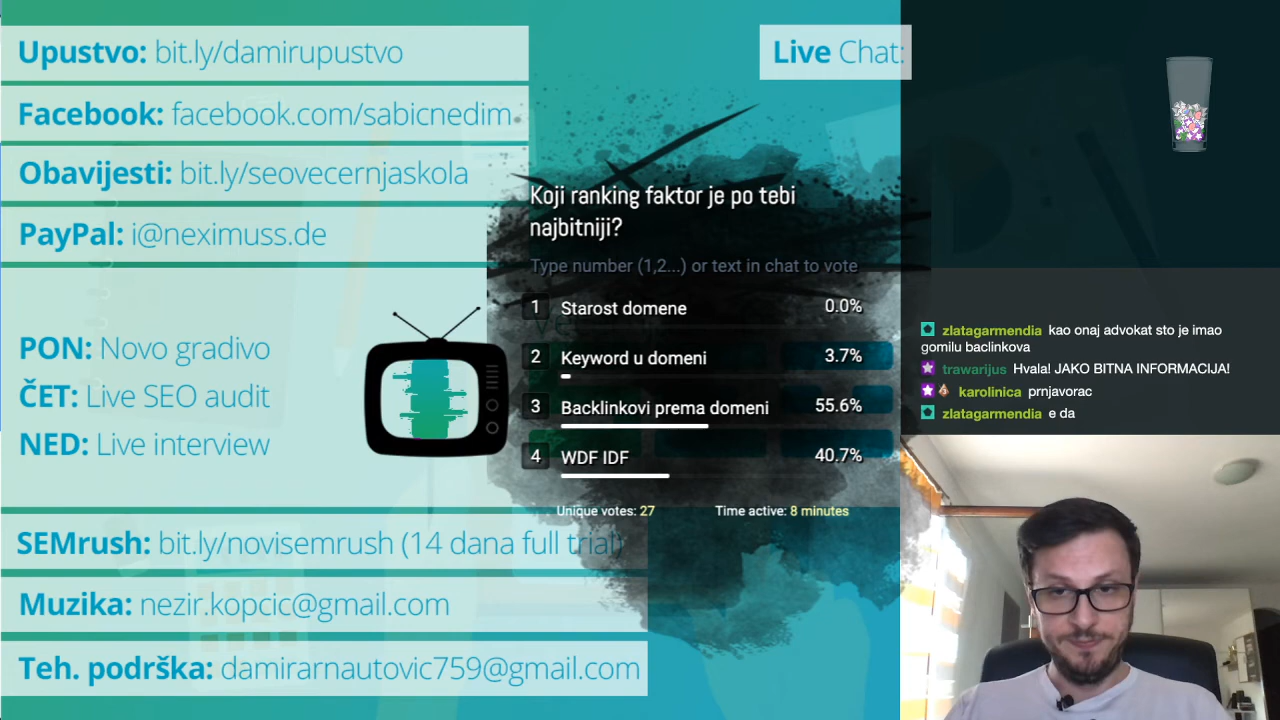 Upustvo: bit.ly/damirupustvo
Facebook: facebook.com/sabicnedim
Obavijesti: bit.ly/seovecernjaskola
PayPal: i@neximuss.de
PON: Novo gradivo
ČET: Live SEO audit
NED: Live interview
SEMrush: bit.ly/novisemrush (14 dana full trial)
Muzika: nezir.kopcic@gmail.com
Teh. podrška: damirarnautovic759@gmail.com
Live Chat:
Koji ranking faktor je po tebi
najbitniji?
Type number (1,2...) or text in chat to vote
1 Starost domene 0.0%
2 Keyword u domeni 3.7%
3 Backlinkovi prema domeni 55.6%
4 WDF IDF 40.7%
Unique votes: 27 Time active: 8 minutes
zlatagarmendia kao onaj advokat sto je imao
gomilu baclinkova
trawarijus Hvala! JAKO BITNA INFORMACIJA!
karolinica prnjavorac
zlatagarmendia e da